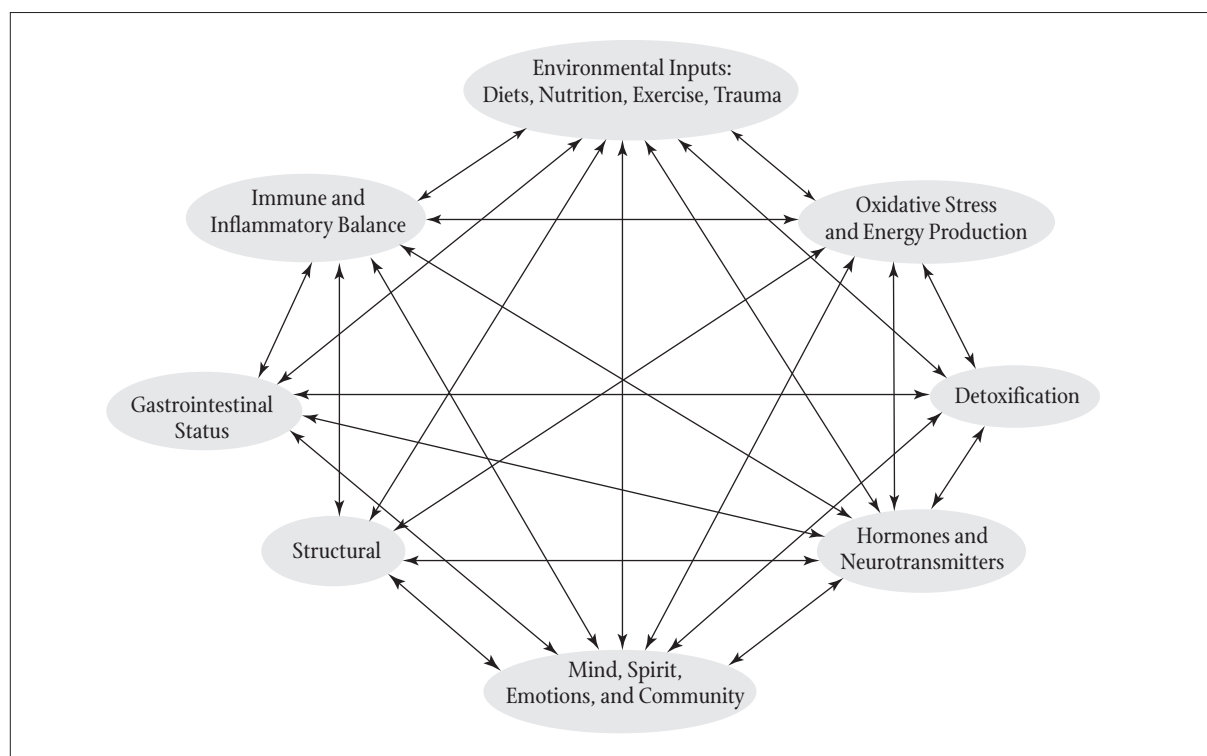 Environmental Inputs:
Diets, Nutrition, Exercise, Trauma
Immune and
Inflammatory Balance
Oxidative Stress
and Energy Production
Gastrointestinal
Status
Detoxification
Structural
Hormones and
Neurotransmitters
Mind, Spirit,
Emotions, and Community